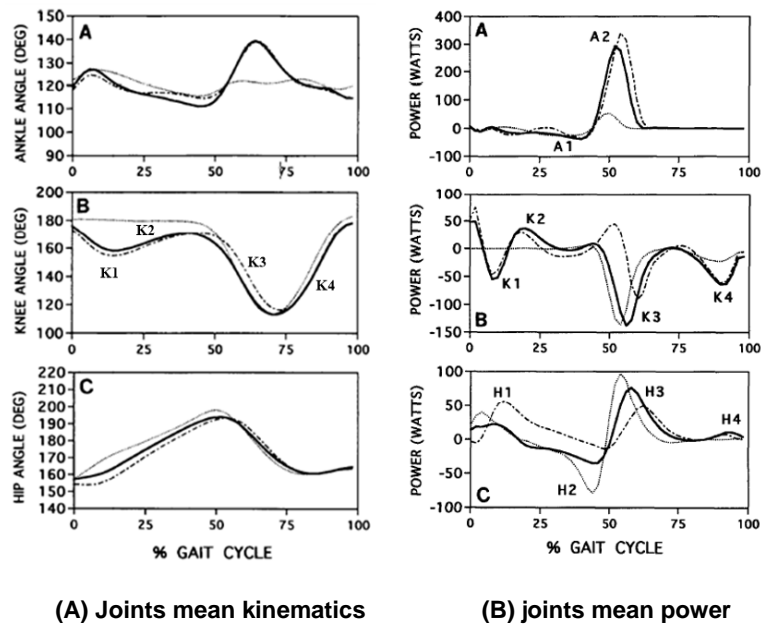 A
ANKLE ANGLE (DEG)
150
140
130
120
110
100
90
0 25 50 75 100
B
KNEE ANGLE (DEG)
200
180
160
140
120
100
K1
K2
K3
K4
0 25 50 75 100
C
HIP ANGLE (DEG)
220
210
200
190
180
170
160
150
140
0 25 50 75 100
% GAIT CYCLE
(A) Joints mean kinematics
A
POWER (WATTS)
400
300
200
100
0
-100
A1
A2
0 25 50 75 100
B
POWER (WATTS)
100
50
0
-50
-100
-150
K1
K2
K3
K4
0 25 50 75 100
C
POWER (WATTS)
100
50
0
-50
-100
H1
H2
H3
H4
0 25 50 75 100
% GAIT CYCLE
(B) joints mean power